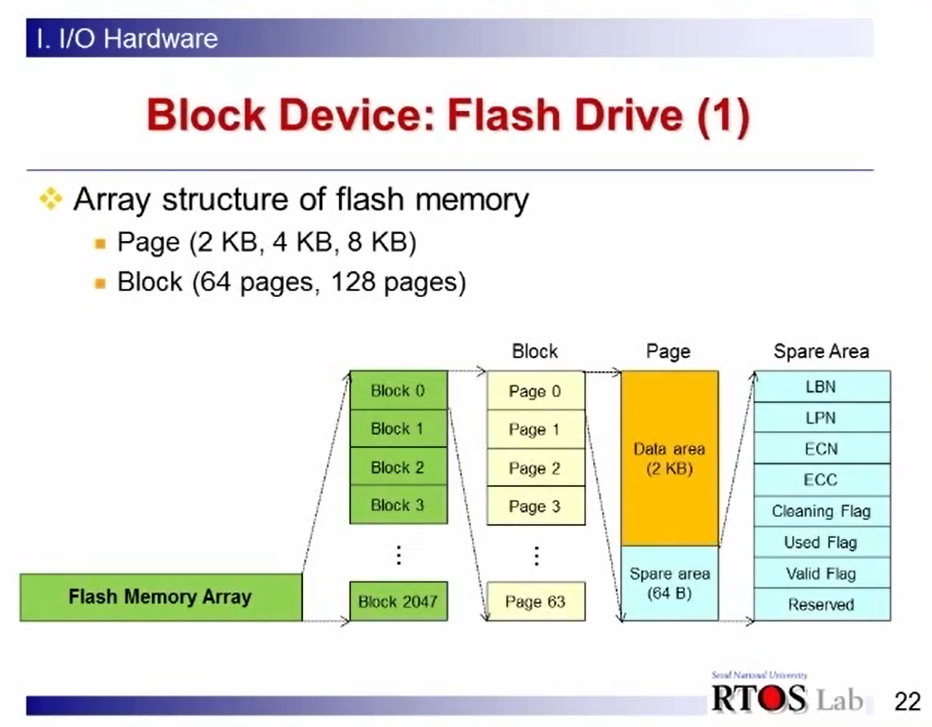 I. I/O Hardware
Block Device: Flash Drive (1)
Array structure of flash memory
Page (2 KB, 4 KB, 8 KB)
Block (64 pages, 128 pages)
Block
Page
Spare Area
Block 0
Block 1
Block 2
Block 3
Block 2047
Page 0
Page 1
Page 2
Page 3
Page 63
Data area
(2 KB)
Spare area
(64 B)
LBN
LPN
ECN
ECC
Cleaning Flag
Used Flag
Valid Flag
Reserved
Flash Memory Array
Seoul National University
RTOS Lab
22